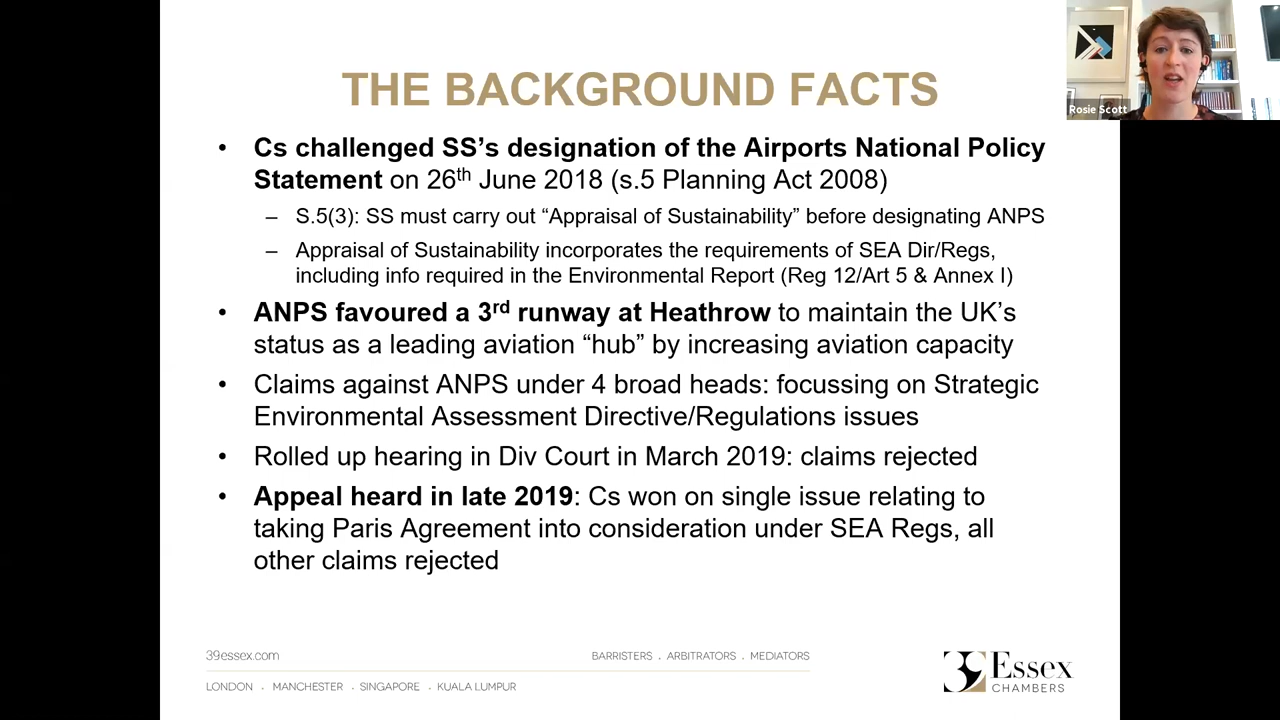 THE BACKGROUND FACTS
Rosie Scott
• Cs challenged SS’s designation of the Airports National Policy
Statement on 26th June 2018 (s.5 Planning Act 2008)
– S.5(3): SS must carry out “Appraisal of Sustainability” before designating ANPS
– Appraisal of Sustainability incorporates the requirements of SEA Dir/Regs,
including info required in the Environmental Report (Reg 12/Art 5 & Annex I)
• ANPS favoured a 3rd runway at Heathrow to maintain the UK’s
status as a leading aviation “hub” by increasing aviation capacity
• Claims against ANPS under 4 broad heads: focussing on Strategic
Environmental Assessment Directive/Regulations issues
• Rolled up hearing in Div Court in March 2019: claims rejected
• Appeal heard in late 2019: Cs won on single issue relating to
taking Paris Agreement into consideration under SEA Regs, all
other claims rejected
39essex.com
BARRISTERS . ARBITRATORS . MEDIATORS
LONDON . MANCHESTER . SINGAPORE . KUALA LUMPUR
39 Essex
CHAMBERS